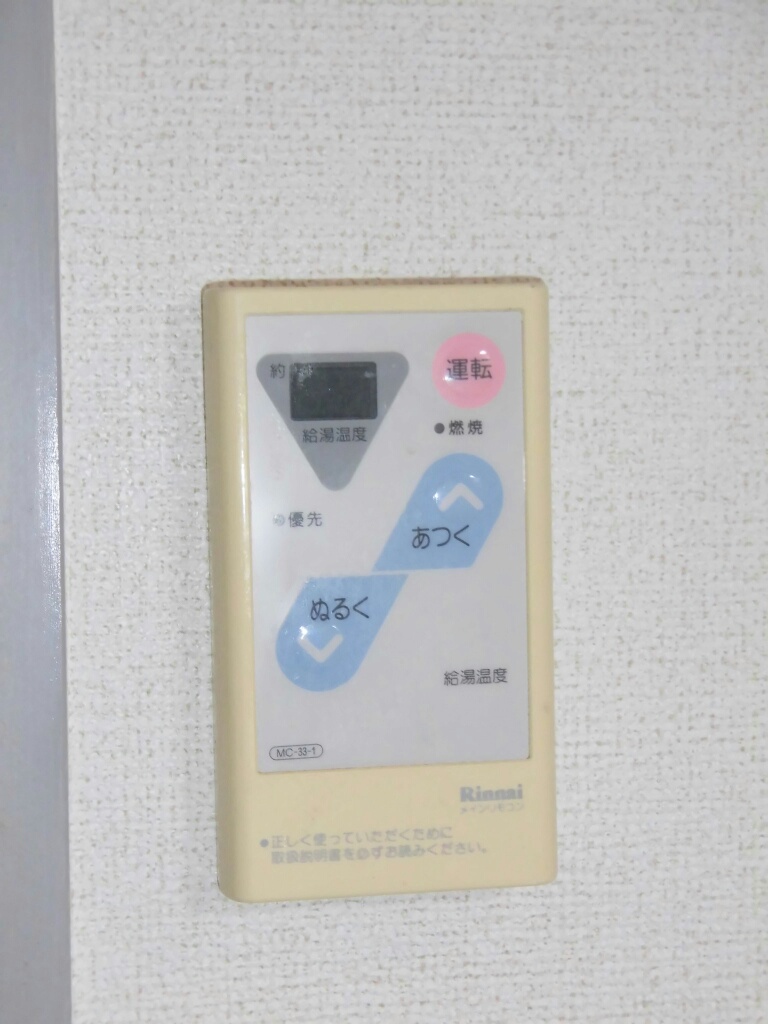 約
運転
給湯温度
●燃焼
優先
あつく
ぬるく
給湯温度
MC-33-1
Rinnai
メインリモコン
●正しく使っていただくために
取扱説明書を必ずお読みください。